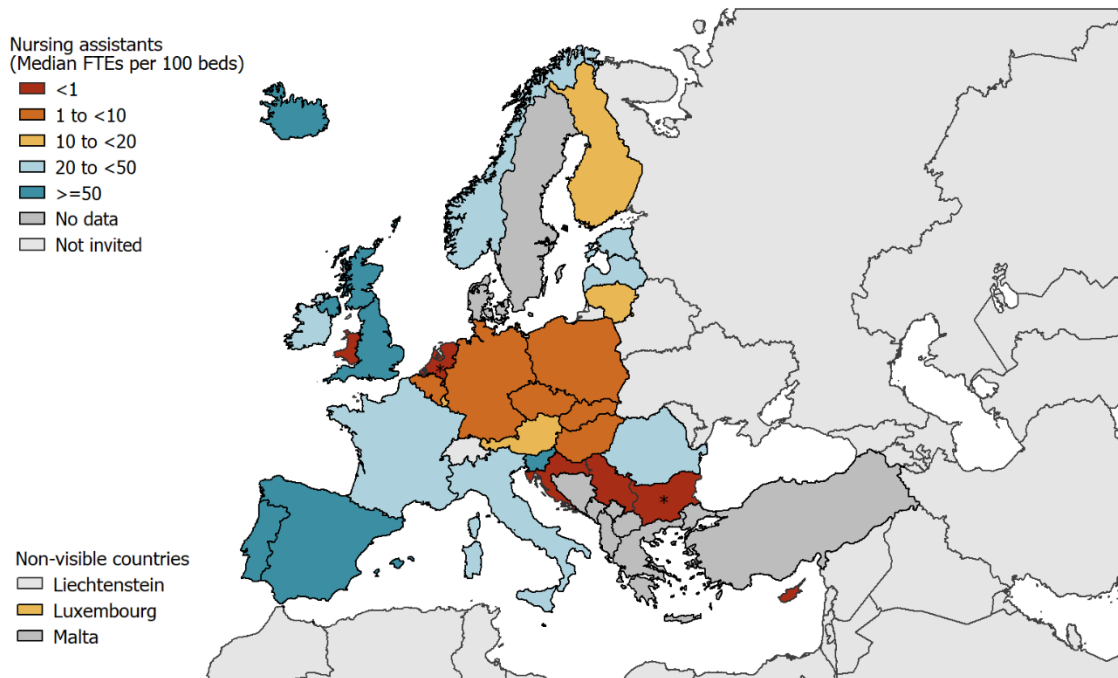 Nursing assistants
(Median FTEs per 100 beds)
<1
1 to <10
10 to <20
20 to <50
>=50
No data
Not invited
*
*
Non-visible countries
Liechtenstein
Luxembourg
Malta